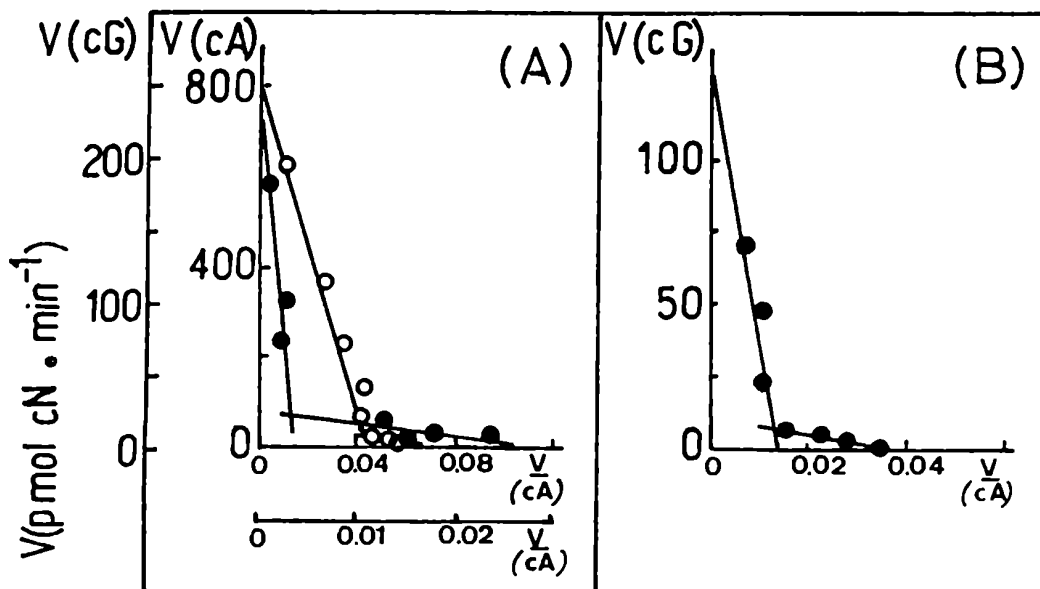 V(cG) V(cA) (A)
800
200
400
100
0 0
0 0.04 0.08 V/(cA)
0 0.01 0.02 V/(cA)
V(pmol cN • min⁻¹)
V(cG) (B)
100
50
0
0 0.02 0.04 V/(cA)